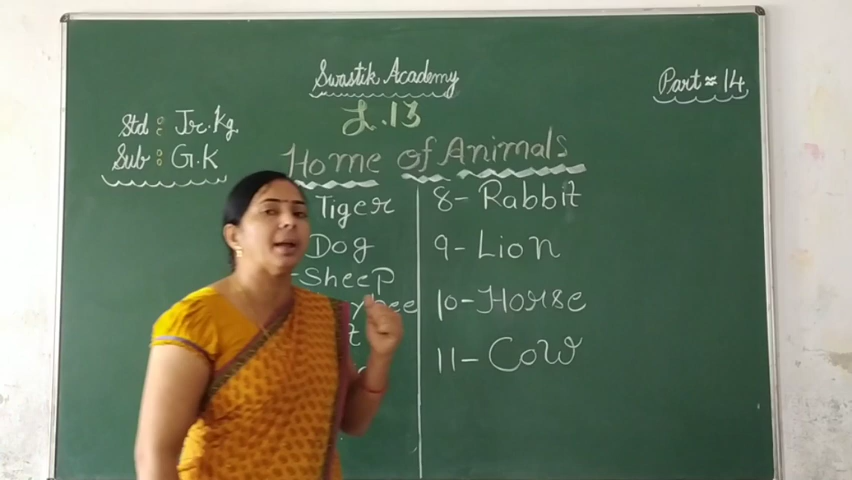 Swastik Academy
Part = 14
L.13
Std : Jr.Kg
Sub : G.K
Home of Animals
Tiger
Dog
Sheep
8- Rabbit
9- Lion
10- Horse
11- Cow